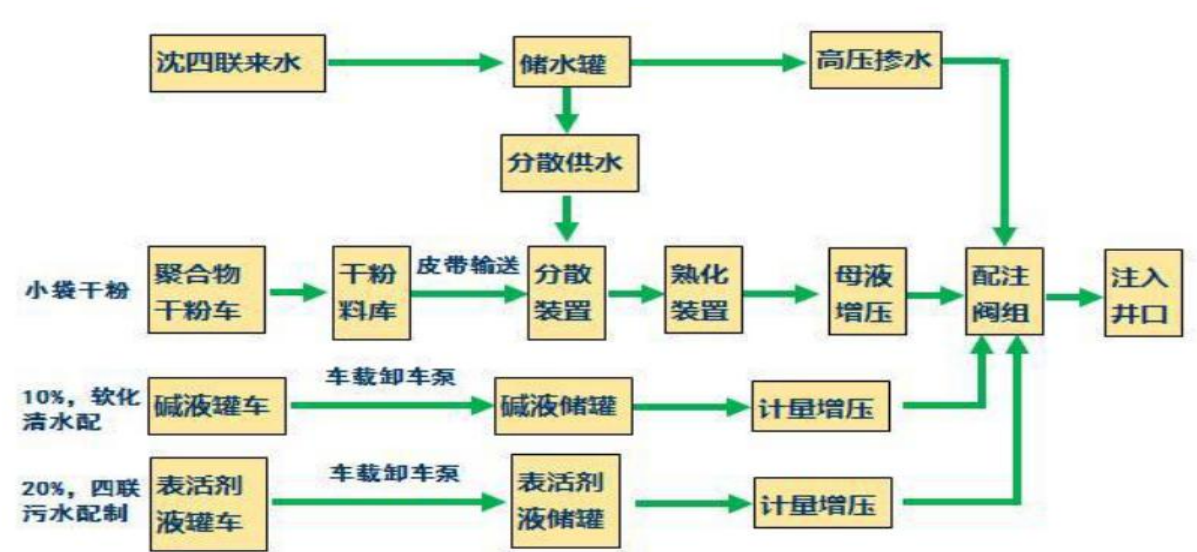 沈四联来水
储水罐
高压掺水
分散供水
小袋干粉
聚合物
干粉车
干粉
料库
皮带输送
分散
装置
熟化
装置
母液
增压
配注
阀组
注入
井口
10%，软化
清水配
碱液罐车
车载卸车泵
碱液储罐
计量增压
20%，四联
污水配制
表活剂
液罐车
车载卸车泵
表活剂
液储罐
计量增压